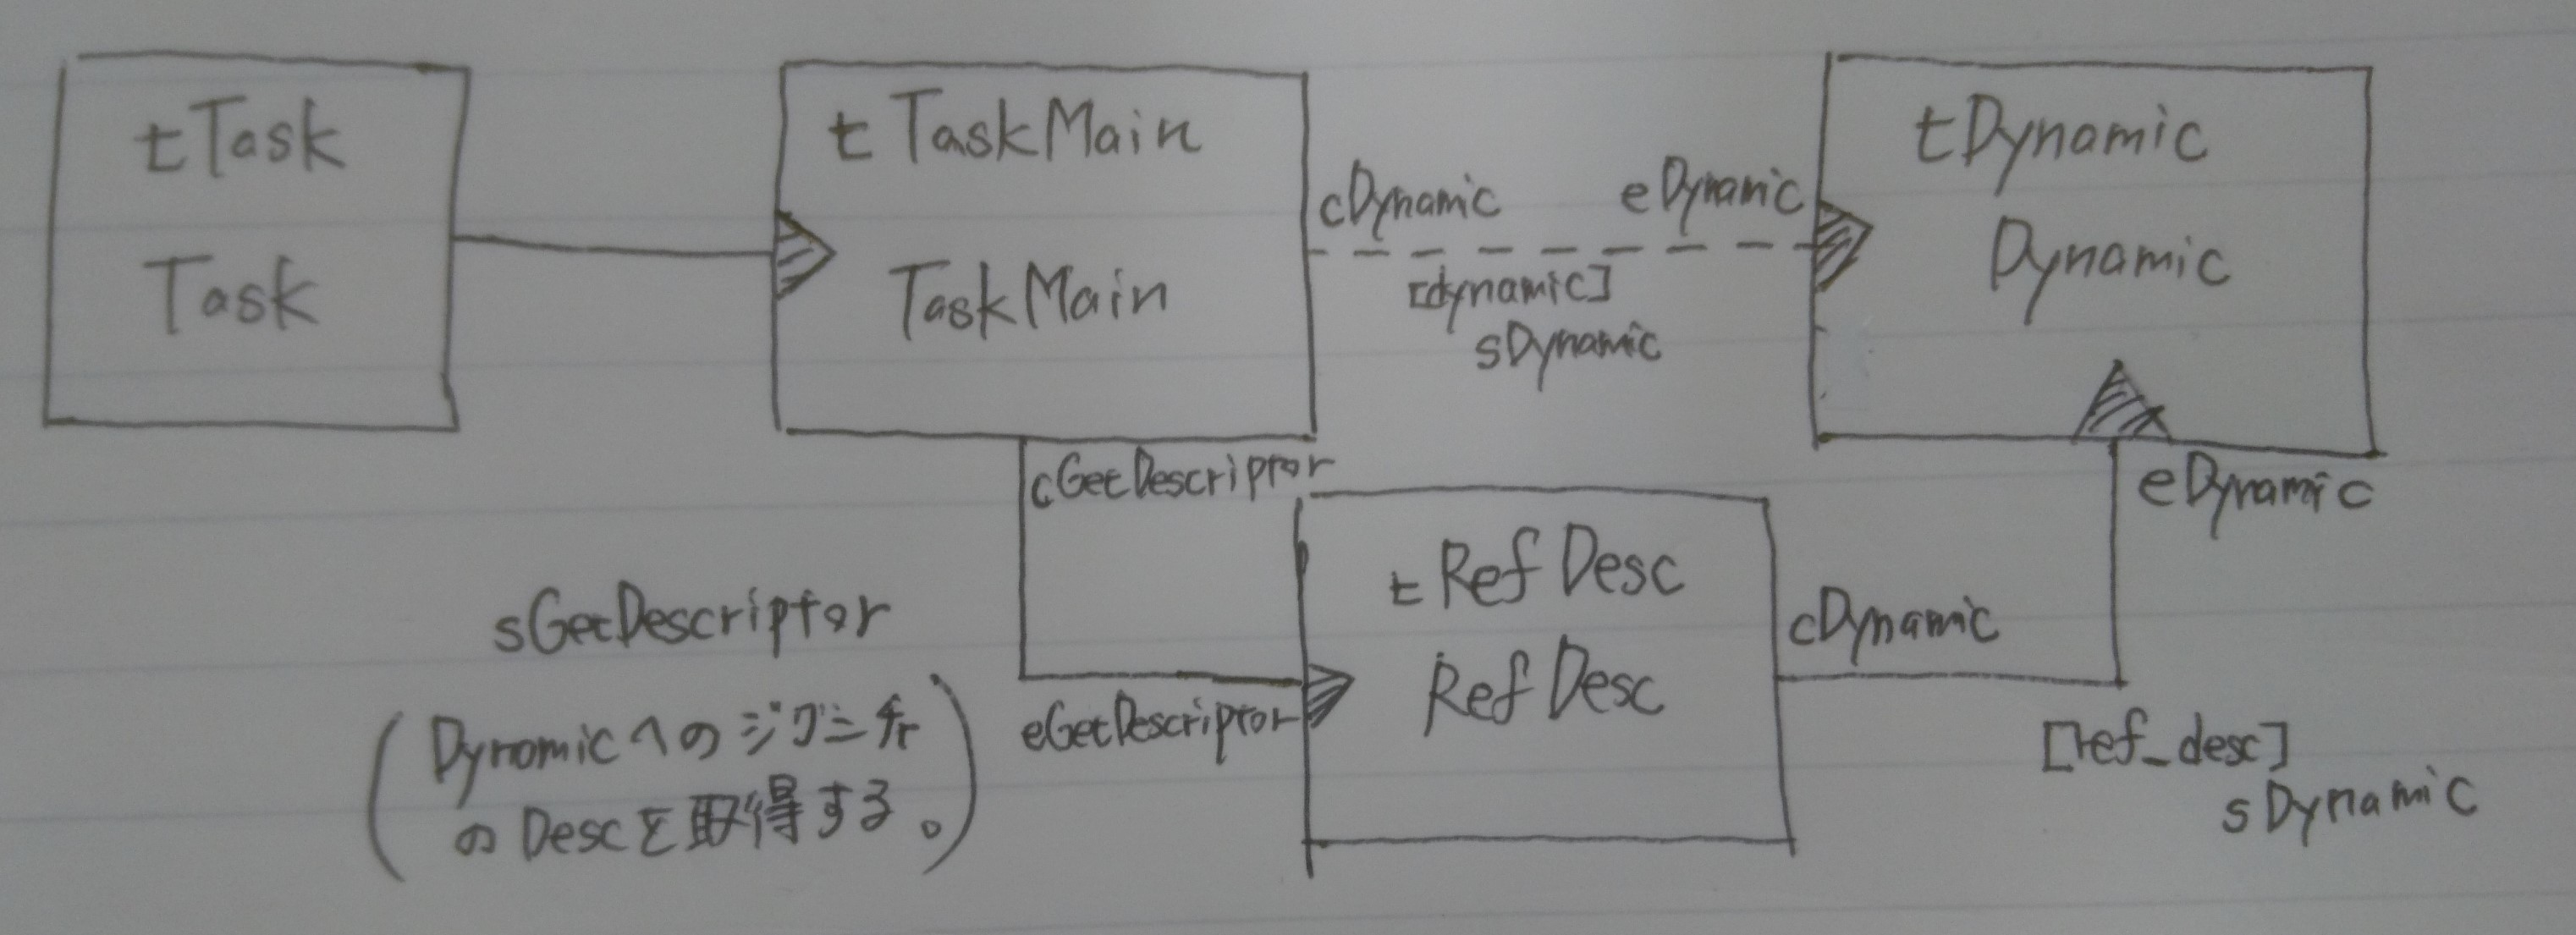 tTask
Task
tTaskMain
TaskMain
cDynamic
eDynamic
[dynamic]
sDynamic
tDynamic
Dynamic
eDynamic
cGetDescriptor
eGetDescriptor
sGetDescriptor
(Dynamicへのシグニチャ
のDescを取得する。)
tRefDesc
RefDesc
cDynamic
[ref_desc]
sDynamic